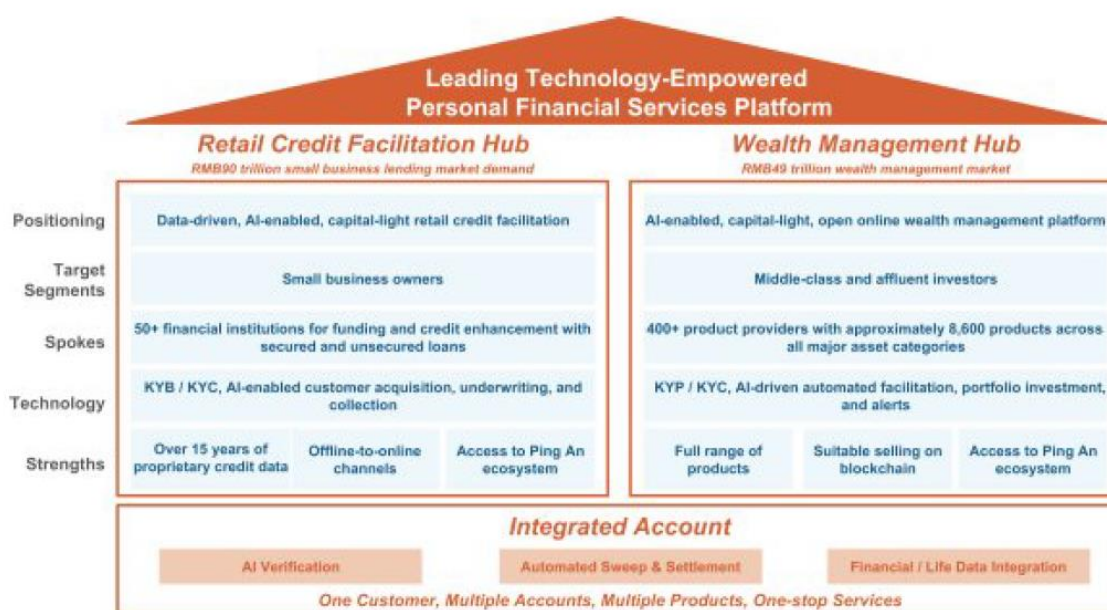 Leading Technology-Empowered
Personal Financial Services Platform
Retail Credit Facilitation Hub
RMB90 trillion small business lending market demand
Wealth Management Hub
RMB49 trillion wealth management market
Positioning
Data-driven, AI-enabled, capital-light retail credit facilitation
AI-enabled, capital-light, open online wealth management platform
Target
Segments
Small business owners
Middle-class and affluent investors
Spokes
50+ financial institutions for funding and credit enhancement with
secured and unsecured loans
400+ product providers with approximately 8,600 products across
all major asset categories
Technology
KYB / KYC, AI-enabled customer acquisition, underwriting, and
collection
KYP / KYC, AI-driven automated facilitation, portfolio investment,
and alerts
Strengths
Over 15 years of
proprietary credit data
Offline-to-online
channels
Access to Ping An
ecosystem
Full range of
products
Suitable selling on
blockchain
Access to Ping An
ecosystem
Integrated Account
AI Verification
Automated Sweep & Settlement
Financial / Life Data Integration
One Customer, Multiple Accounts, Multiple Products, One-stop Services